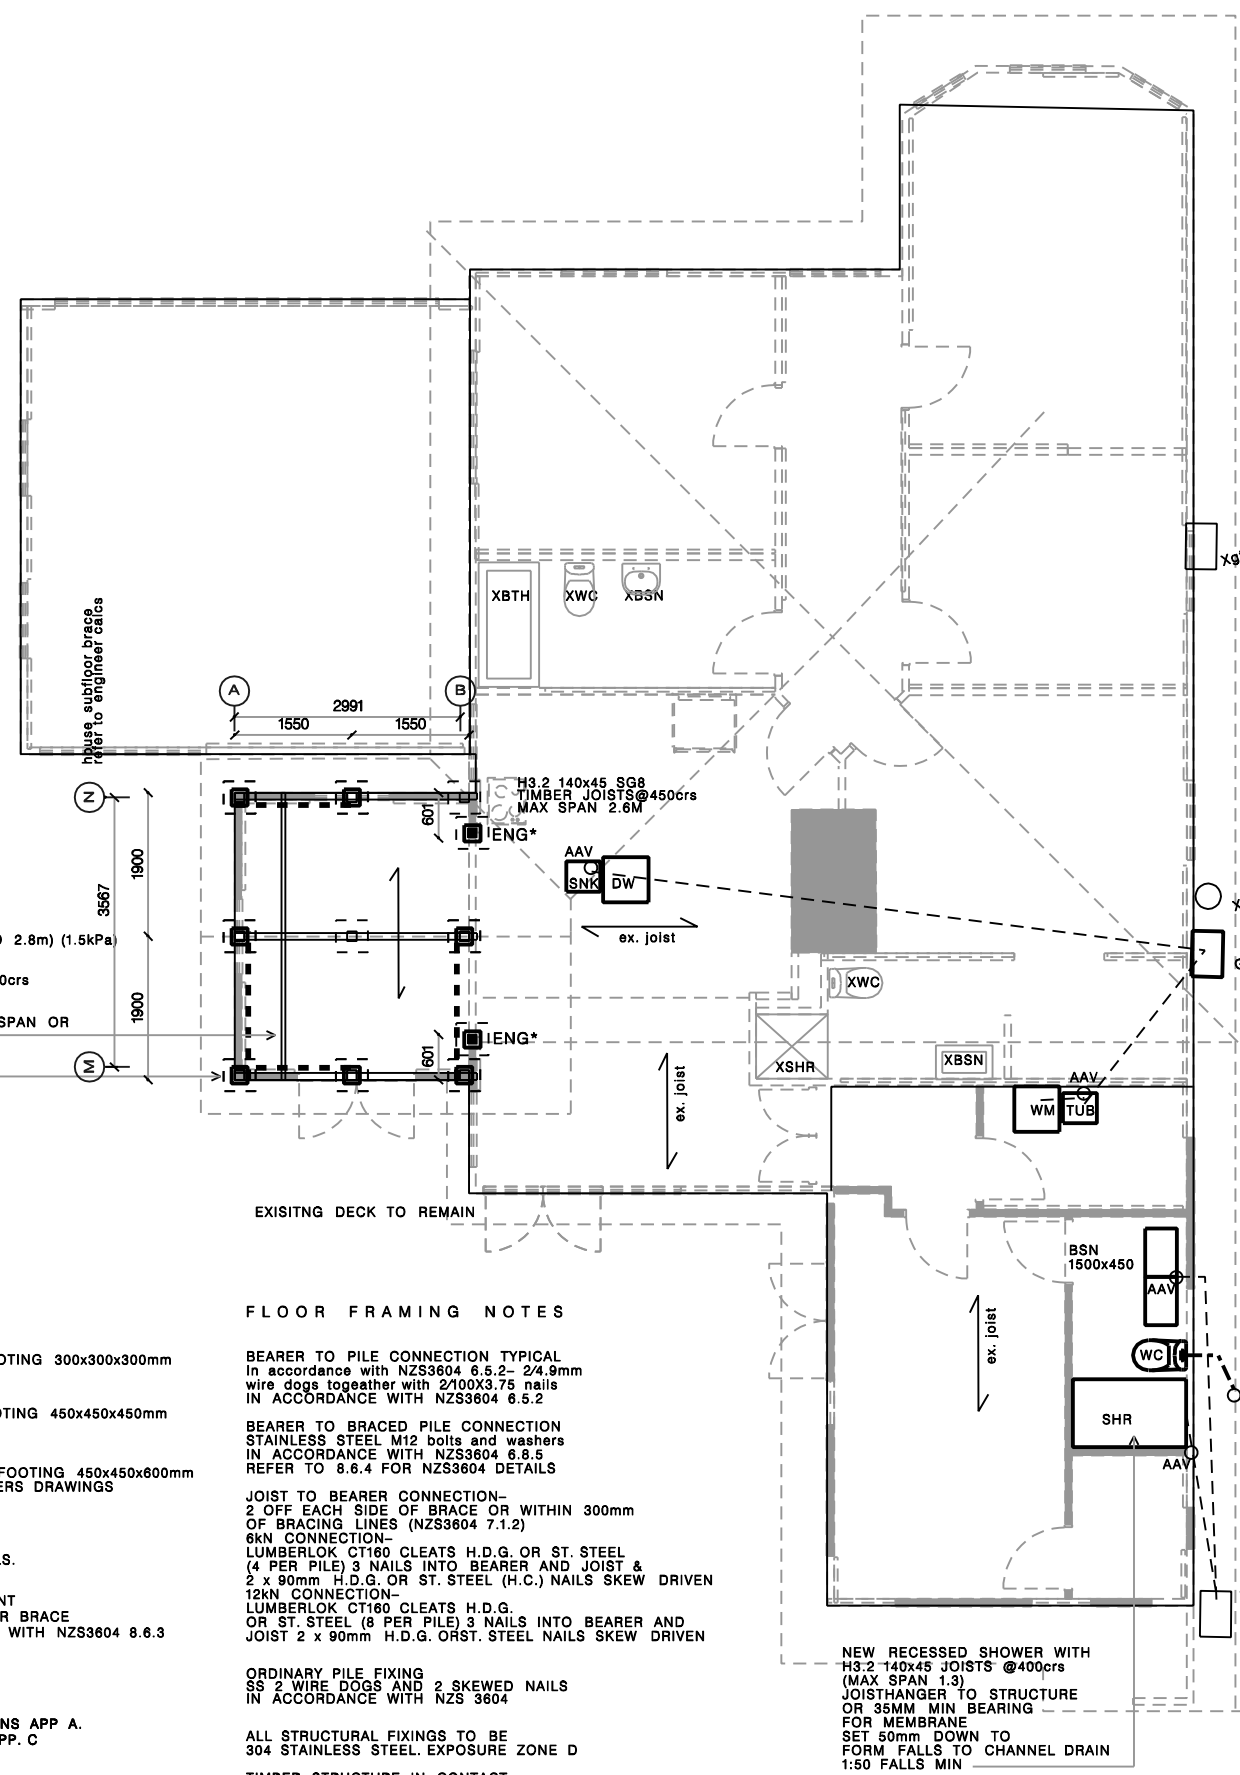 XBTH
XWC
XBSN
house subfloor brace
refer to engineer calcs
A
B
2991
1550
1550
N
H3.2 140x45 SG8
TIMBER JOISTS@450crs
MAX SPAN 2.6M
601
ENG*
AAV
SNK
DW
1900
3567
ex. joist
2.8m) (1.5kPa)
0crs
XWC
SPAN OR
1900
ENG*
601
M
XSHR
XBSN
ex. joist
AAV
WM
TUB
EXISITNG DECK TO REMAIN
BSN
1500x450
AAV
ex. joist
WC
SHR
AAV
FLOOR FRAMING NOTES
OTING 300x300x300mm
BEARER TO PILE CONNECTION TYPICAL
In accordance with NZS3604 6.5.2- 2/4.9mm
wire dogs togeather with 2/100X3.75 nails
IN ACCORDANCE WITH NZS3604 6.5.2
OTING 450x450x450mm
BEARER TO BRACED PILE CONNECTION
STAINLESS STEEL M12 bolts and washers
IN ACCORDANCE WITH NZS3604 6.8.5
REFER TO 8.6.4 FOR NZS3604 DETAILS
FOOTING 450x450x600mm
ERS DRAWINGS
JOIST TO BEARER CONNECTION-
2 OFF EACH SIDE OF BRACE OR WITHIN 300mm
OF BRACING LINES (NZS3604 7.1.2)
6kN CONNECTION-
LUMBERLOK CT160 CLEATS H.D.G. OR ST. STEEL
(4 PER PILE) 3 NAILS INTO BEARER AND JOIST &
2 x 90mm H.D.G. OR ST. STEEL (H.C.) NAILS SKEW DRIVEN
12kN CONNECTION-
LUMBERLOK CT160 CLEATS H.D.G.
OR ST. STEEL (8 PER PILE) 3 NAILS INTO BEARER AND
JOIST 2 x 90mm H.D.G. ORST. STEEL NAILS SKEW DRIVEN
LS.
NT
R BRACE
WITH NZS3604 8.6.3
ORDINARY PILE FIXING
SS 2 WIRE DOGS AND 2 SKEWED NAILS
IN ACCORDANCE WITH NZS 3604
NS APP A.
PP. C
ALL STRUCTURAL FIXINGS TO BE
304 STAINLESS STEEL. EXPOSURE ZONE D
TIMBER STRUCTURE IN CONTACT
NEW RECESSED SHOWER WITH
H3.2 140x45 JOISTS @400crs
(MAX SPAN 1.3)
JOISTHANGER TO STRUCTURE
OR 35MM MIN BEARING
FOR MEMBRANE
SET 50mm DOWN TO
FORM FALLS TO CHANNEL DRAIN
1:50 FALLS MIN